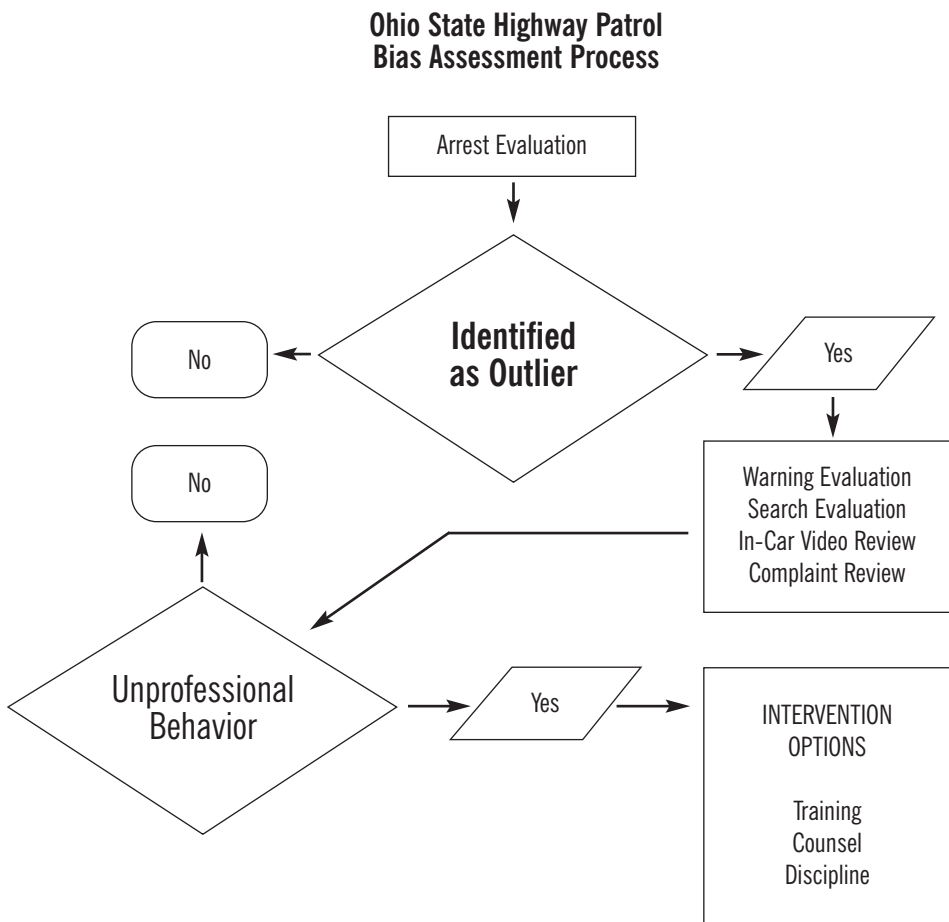 Ohio State Highway Patrol
Bias Assessment Process
Arrest Evaluation
Identified
as Outlier
No
Yes
Warning Evaluation
Search Evaluation
In-Car Video Review
Complaint Review
No
Unprofessional
Behavior
Yes
INTERVENTION
OPTIONS
Training
Counsel
Discipline